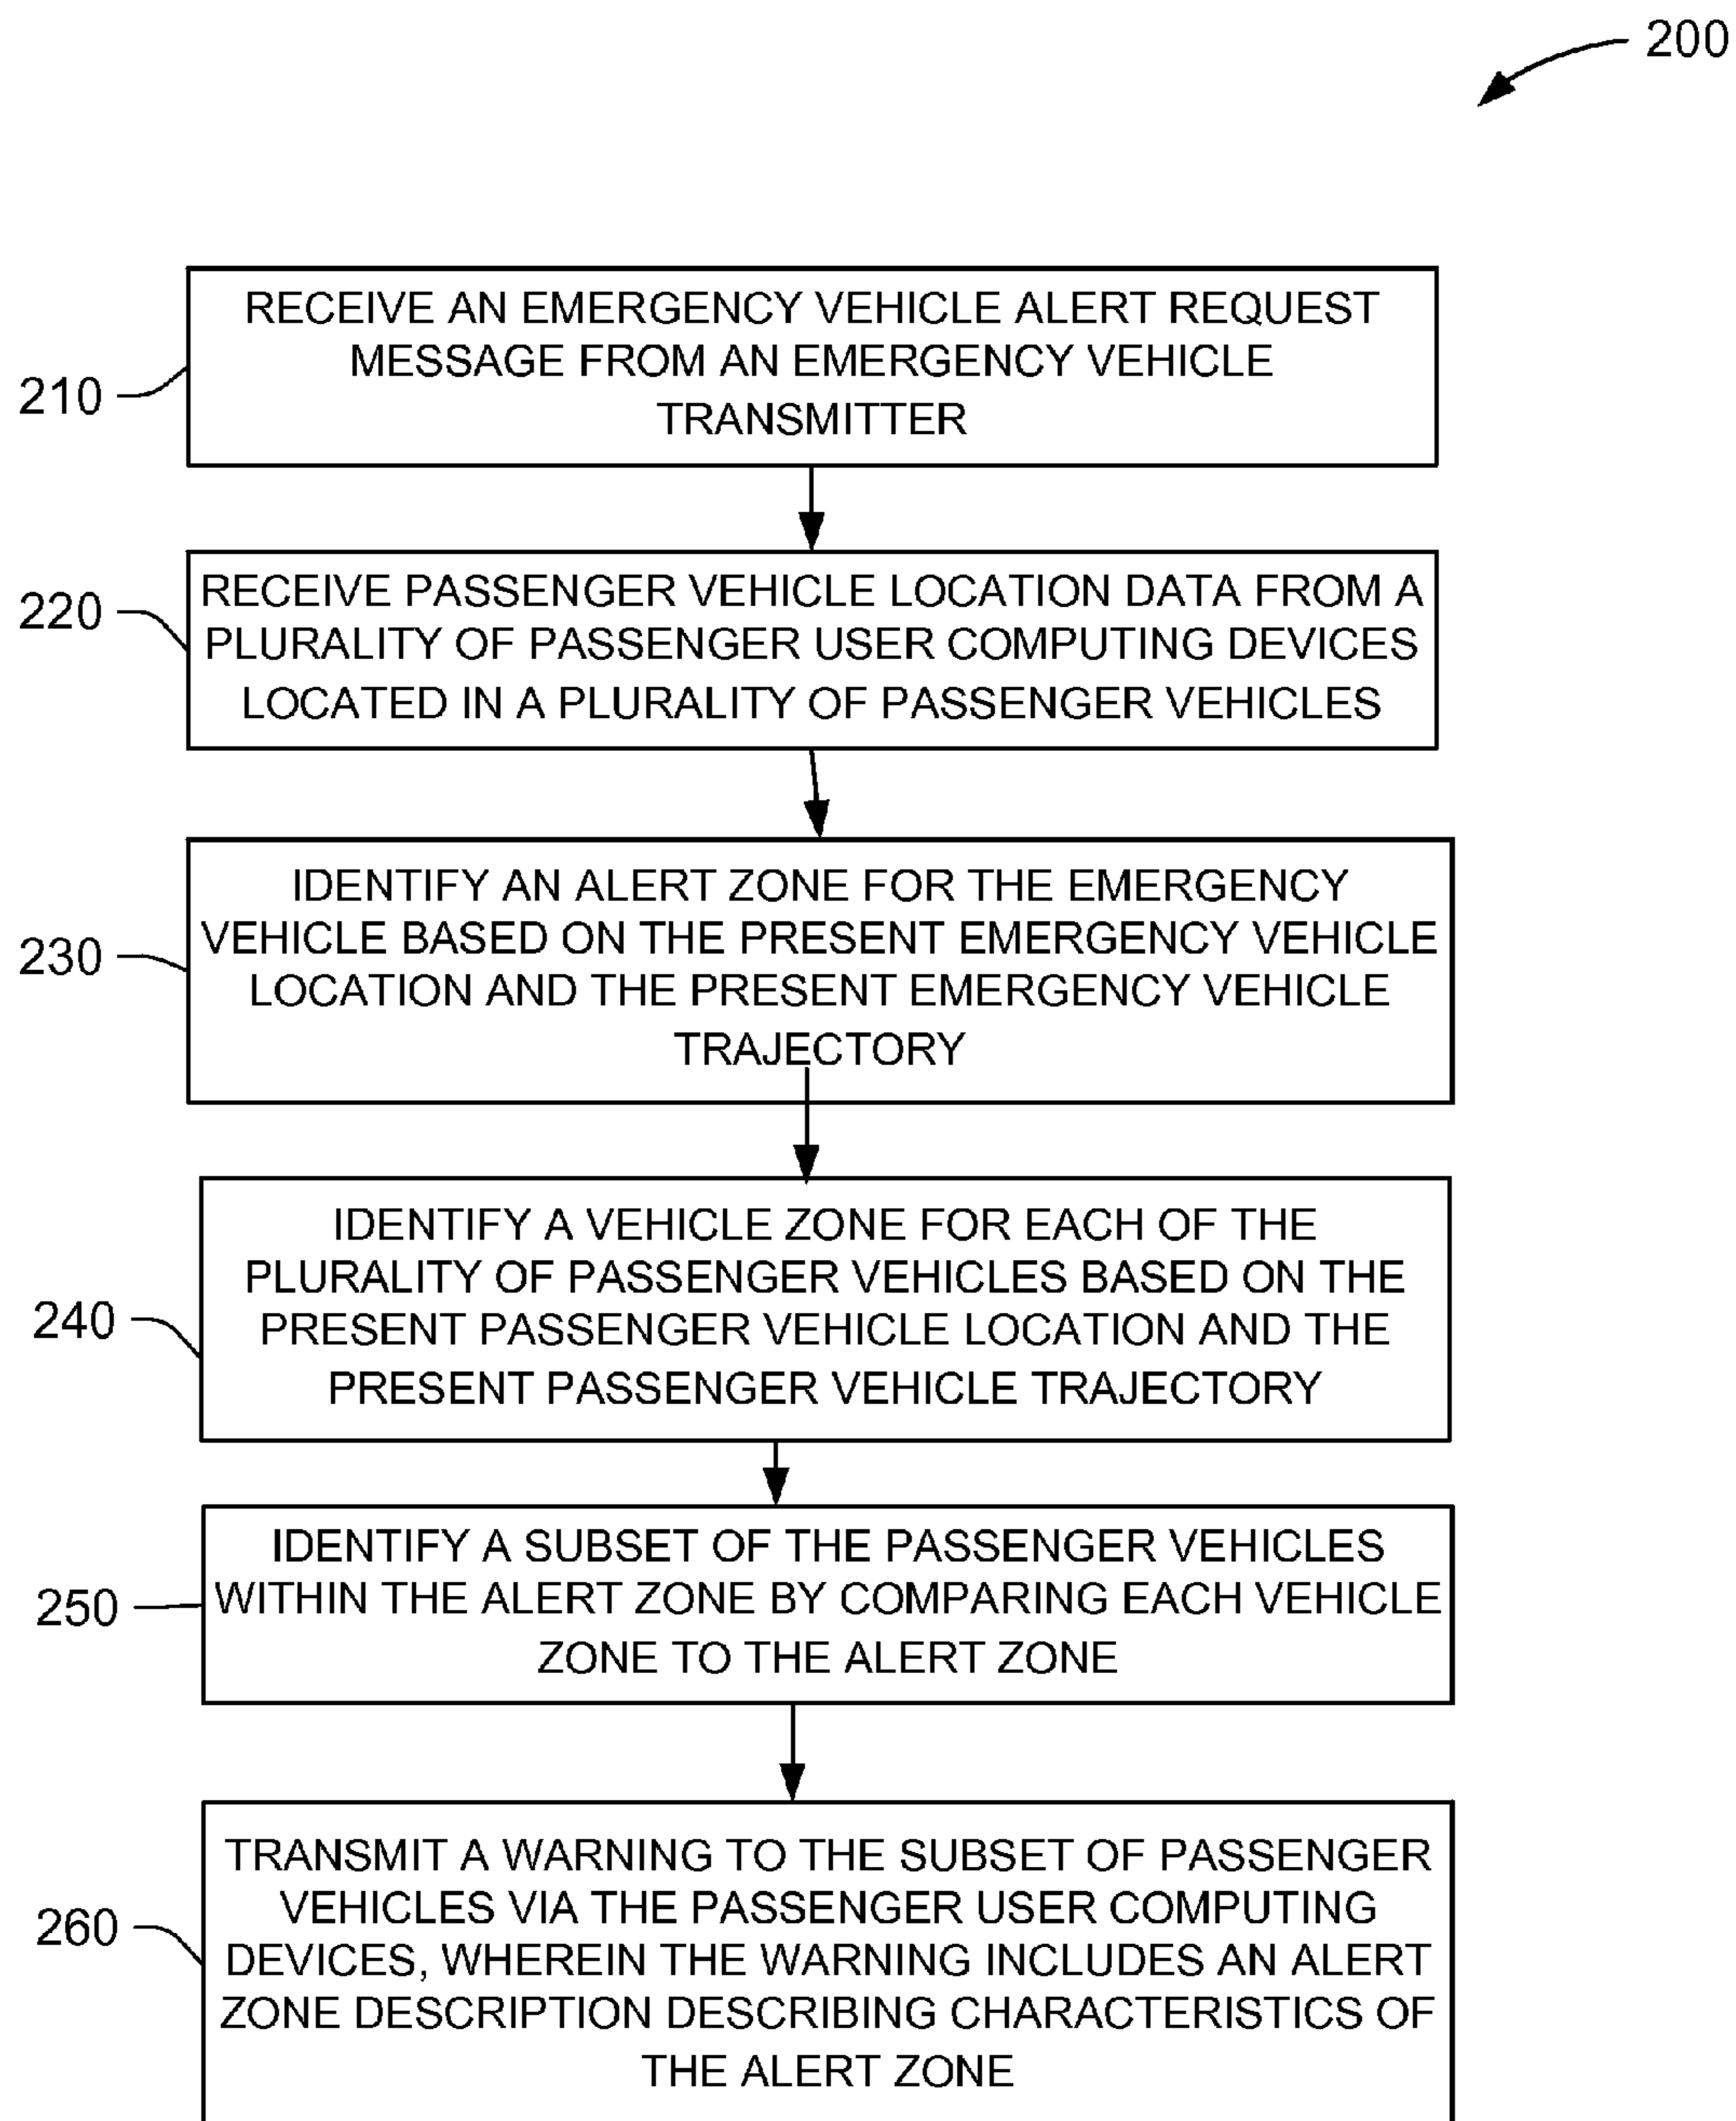 200
RECEIVE AN EMERGENCY VEHICLE ALERT REQUEST
MESSAGE FROM AN EMERGENCY VEHICLE
TRANSMITTER
210
RECEIVE PASSENGER VEHICLE LOCATION DATA FROM A
PLURALITY OF PASSENGER USER COMPUTING DEVICES
LOCATED IN A PLURALITY OF PASSENGER VEHICLES
220
IDENTIFY AN ALERT ZONE FOR THE EMERGENCY
VEHICLE BASED ON THE PRESENT EMERGENCY VEHICLE
LOCATION AND THE PRESENT EMERGENCY VEHICLE
TRAJECTORY
230
IDENTIFY A VEHICLE ZONE FOR EACH OF THE
PLURALITY OF PASSENGER VEHICLES BASED ON THE
PRESENT PASSENGER VEHICLE LOCATION AND THE
PRESENT PASSENGER VEHICLE TRAJECTORY
240
IDENTIFY A SUBSET OF THE PASSENGER VEHICLES
WITHIN THE ALERT ZONE BY COMPARING EACH VEHICLE
ZONE TO THE ALERT ZONE
250
TRANSMIT A WARNING TO THE SUBSET OF PASSENGER
VEHICLES VIA THE PASSENGER USER COMPUTING
DEVICES, WHEREIN THE WARNING INCLUDES AN ALERT
ZONE DESCRIPTION DESCRIBING CHARACTERISTICS OF
THE ALERT ZONE
260